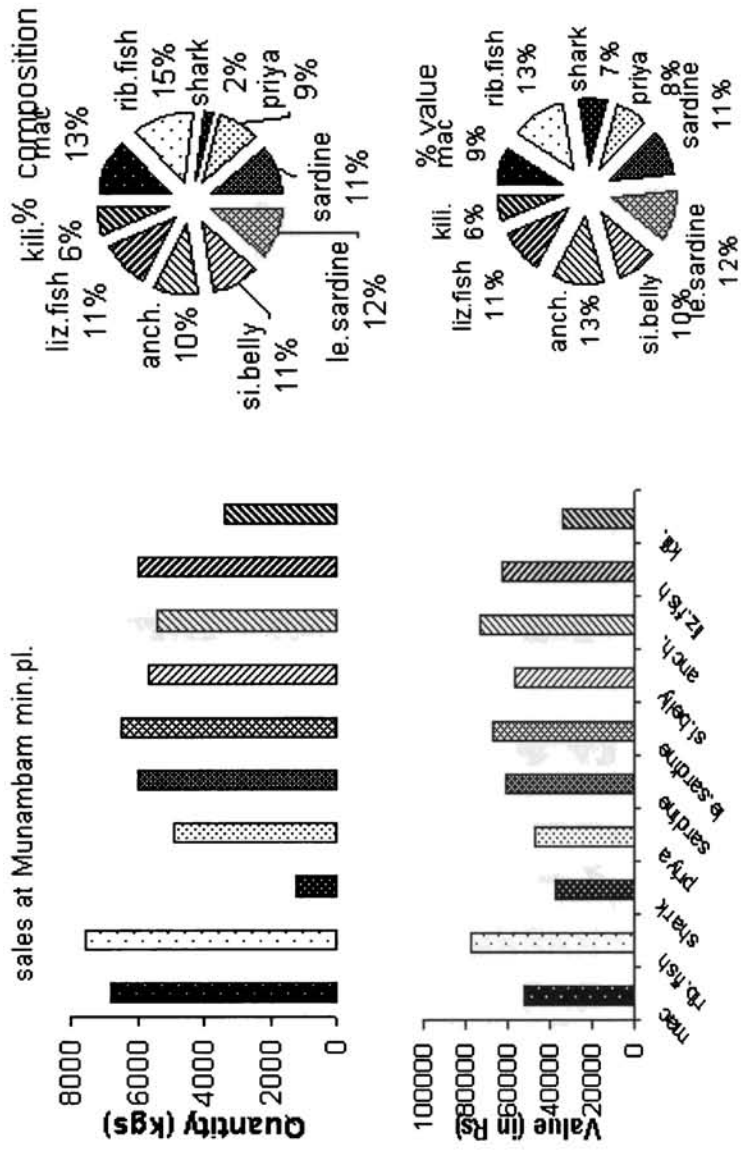 sales at Munambam min.pl.
Quantity (kgs)
8000
6000
4000
2000
0
% composition
mac
13%
rib.fish
15%
shark
2%
priya
9%
sardine
11%
le.sardine
12%
si.belly
11%
anch.
10%
liz.fish
11%
kili.
6%
Value (in Rs)
100000
80000
60000
40000
20000
0
mac
rib.fish
shark
priya
sardine
le.sardine
si.belly
anch.
liz.fish
kili.
% value
mac
9%
rib.fish
13%
shark
7%
priya
8%
sardine
11%
le.sardine
12%
si.belly
10%
anch.
13%
liz.fish
11%
kili.
6%